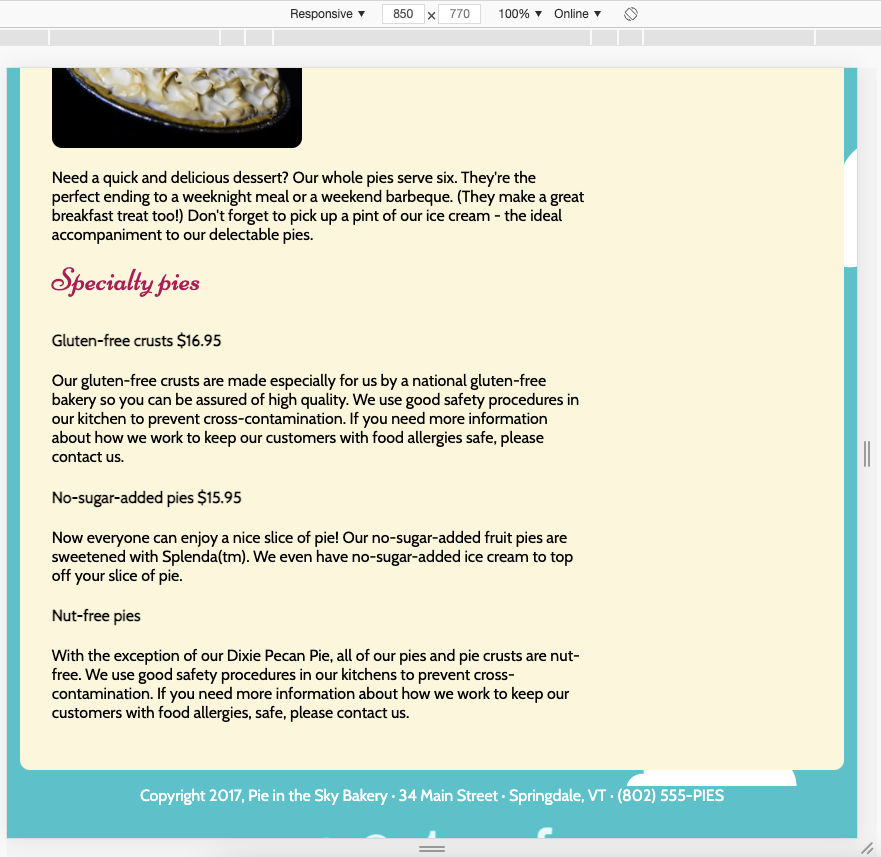 Responsive ▼ 850 × 770 100% ▼ Online ▼
Need a quick and delicious dessert? Our whole pies serve six. They're the
perfect ending to a weeknight meal or a weekend barbeque. (They make a great
breakfast treat too!) Don't forget to pick up a pint of our ice cream - the ideal
accompaniment to our delectable pies.
Specialty pies
Gluten-free crusts $16.95
Our gluten-free crusts are made especially for us by a national gluten-free
bakery so you can be assured of high quality. We use good safety procedures in
our kitchen to prevent cross-contamination. If you need more information
about how we work to keep our customers with food allergies safe, please
contact us.
No-sugar-added pies $15.95
Now everyone can enjoy a nice slice of pie! Our no-sugar-added fruit pies are
sweetened with Splenda(tm). We even have no-sugar-added ice cream to top
off your slice of pie.
Nut-free pies
With the exception of our Dixie Pecan Pie, all of our pies and pie crusts are nut-
free. We use good safety procedures in our kitchens to prevent cross-
contamination. If you need more information about how we work to keep our
customers with food allergies, safe, please contact us.
Copyright 2017, Pie in the Sky Bakery · 34 Main Street · Springdale, VT · (802) 555-PIES